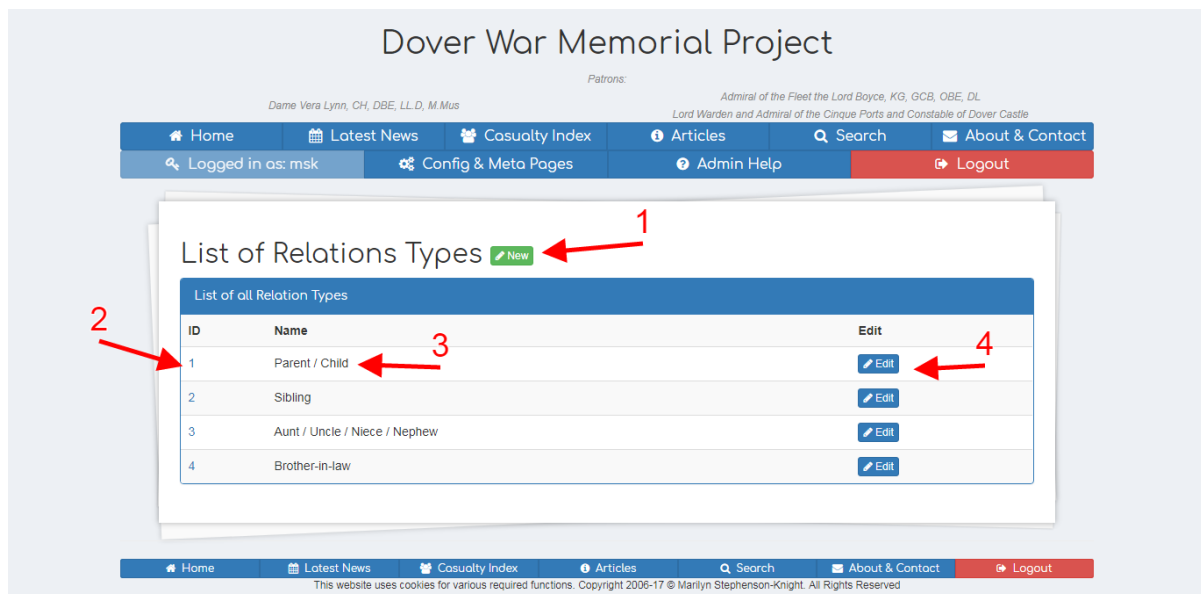 Dover War Memorial Project
Patrons:
Dame Vera Lynn, CH, DBE, LL.D, M.Mus
Admiral of the Fleet the Lord Boyce, KG, GCB, OBE, DL
Lord Warden and Admiral of the Cinque Ports and Constable of Dover Castle
Home Latest News Casualty Index Articles Search About & Contact
Logged in as: msk Config & Meta Pages Admin Help Logout
1
List of Relations Types New
List of all Relation Types
2
ID Name Edit
3 4
1 Parent / Child Edit
2 Sibling Edit
3 Aunt / Uncle / Niece / Nephew Edit
4 Brother-in-law Edit
Home Latest News Casualty Index Articles Search About & Contact Logout
This website uses cookies for various required functions. Copyright 2006-17 © Marilyn Stephenson-Knight. All Rights Reserved